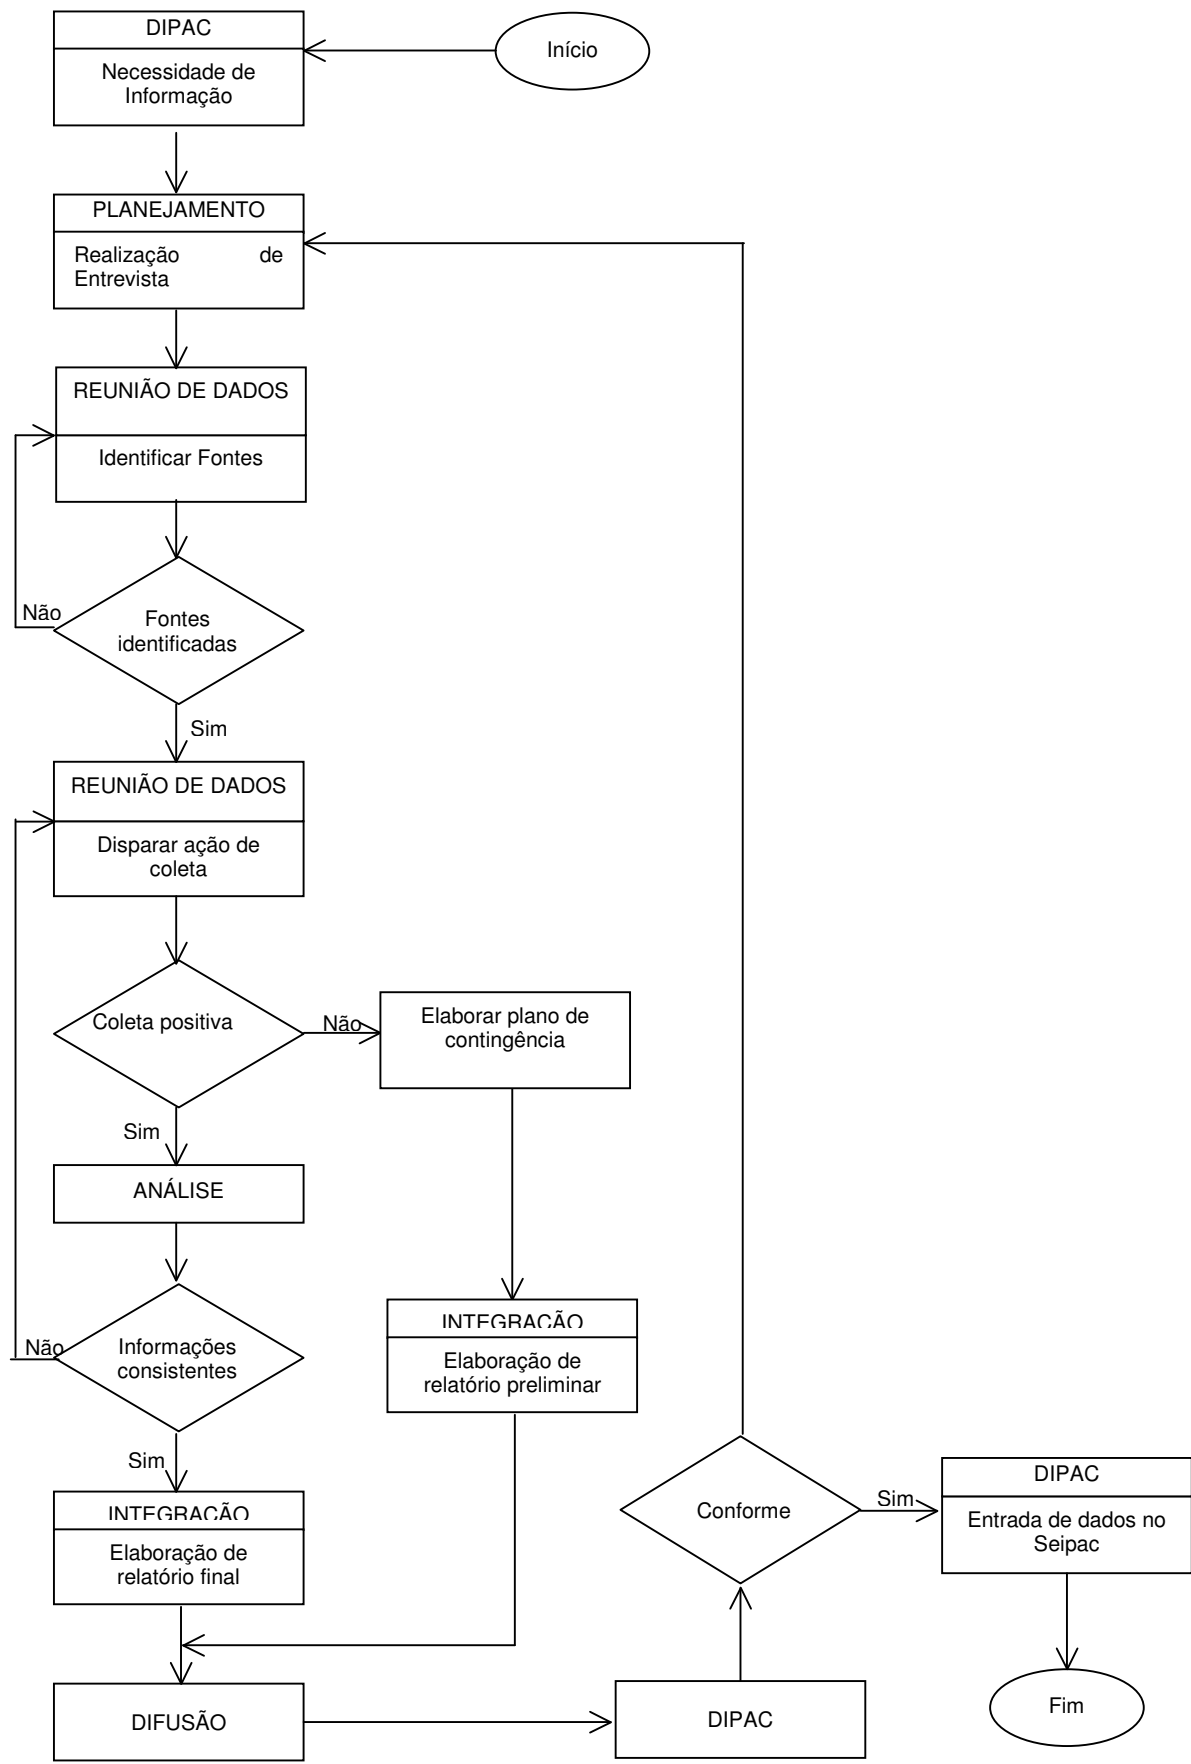 DIPAC
Início
Necessidade de
Informação
PLANEJAMENTO
Realização de
Entrevista
REUNIÃO DE DADOS
Identificar Fontes
Não
Fontes
identificadas
Sim
REUNIÃO DE DADOS
Disparar ação de
coleta
Coleta positiva
Não
Elaborar plano de
contingência
Sim
ANÁLISE
Não
Informações
consistentes
INTEGRAÇÃO
Elaboração de
relatório preliminar
Sim
INTEGRAÇÃO
Elaboração de
relatório final
Conforme
Sim
DIPAC
Entrada de dados no
Seipac
DIFUSÃO
DIPAC
Fim